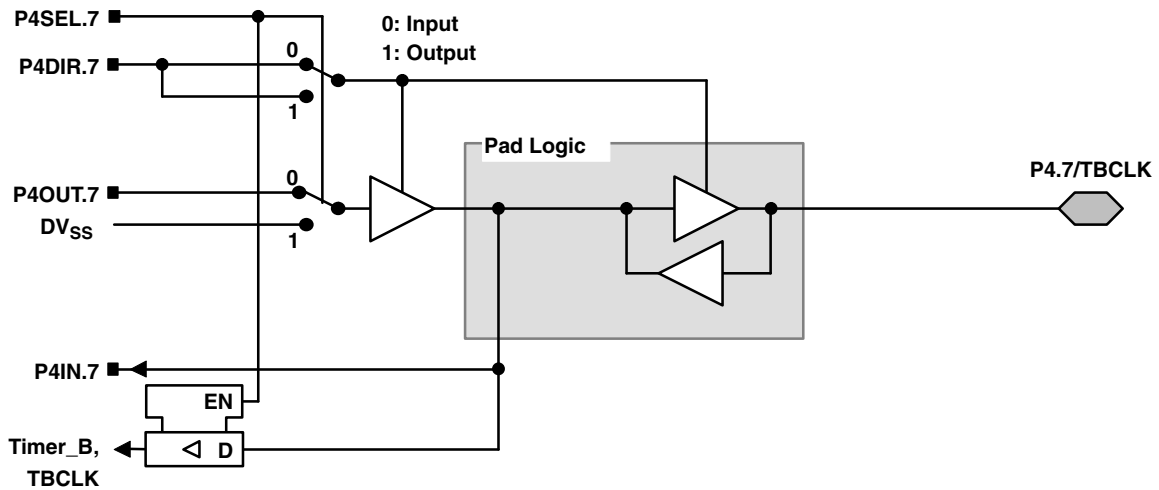 P4SEL.7
0: Input
1: Output
0
P4DIR.7
1
Pad Logic
P4.7/TBCLK
0
P4OUT.7
DVSS
1
P4IN.7
EN
Timer_B,
TBCLK
D